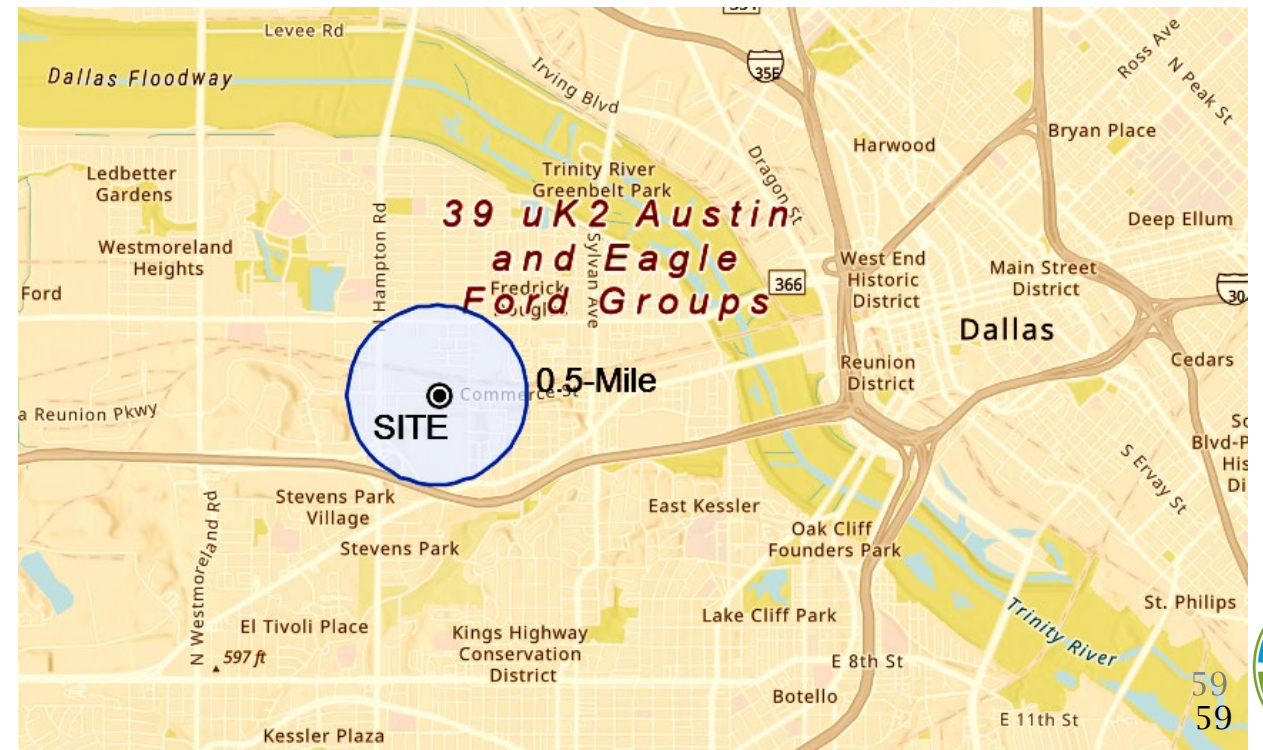 Levee Rd
35E
Ross Ave
N Peak St
Dallas Floodway
Irving Blvd
Bryan Place
Harwood
Dragon St
Ledbetter
Gardens
Trinity River
Greenbelt Park
39 uK2 Austin
and Eagle
Ford Groups
Deep Ellum
Westmoreland
Heights
Hampton Rd
Sylvan Ave
West End
Historic
District
Main Street
District
366
30
Ford
Fredrick
Dallas
Reunion
District
Cedars
0.5-Mile
Commerce St
SITE
a Reunion Pkwy
Blvd-P
His
Di
S Ervay St
Stevens Park
Village
East Kessler
Stevens Park
Oak Cliff
Founders Park
N Westmoreland Rd
Trinity River
St. Philips
Lake Cliff Park
El Tivoli Place
Kings Highway
Conservation
District
597 ft
E 8th St
Botello
59
59
E 11th St
Kessler Plaza